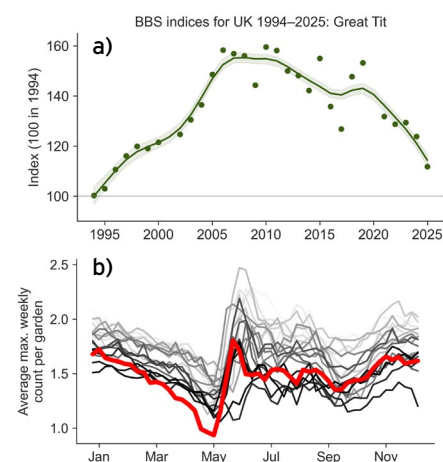 BBS indices for UK 1994–2025: Great Tit
a)
Index (100 in 1994)
160
140
120
100
1995 2000 2005 2010 2015 2020 2025
b)
Average max. weekly
count per garden
2.5
2.0
1.5
1.0
Jan Mar May Jul Sep Nov